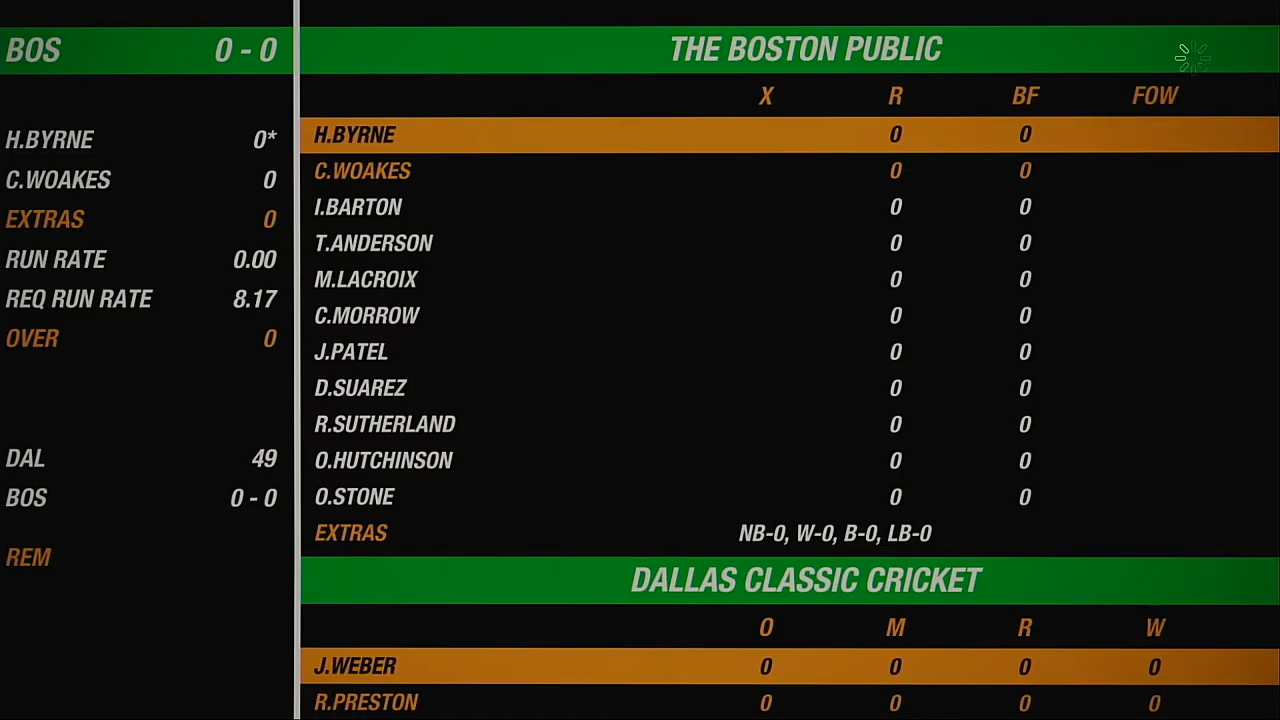 BOS 0 - 0
H.BYRNE 0*
C.WOAKES 0
EXTRAS 0
RUN RATE 0.00
REQ RUN RATE 8.17
OVER 0
DAL 49
BOS 0 - 0
REM
THE BOSTON PUBLIC
X R BF FOW
H.BYRNE 0 0
C.WOAKES 0 0
I.BARTON 0 0
T.ANDERSON 0 0
M.LACROIX 0 0
C.MORROW 0 0
J.PATEL 0 0
D.SUAREZ 0 0
R.SUTHERLAND 0 0
O.HUTCHINSON 0 0
O.STONE 0 0
EXTRAS NB-0, W-0, B-0, LB-0
DALLAS CLASSIC CRICKET
O M R W
J.WEBER 0 0 0 0
R.PRESTON 0 0 0 0